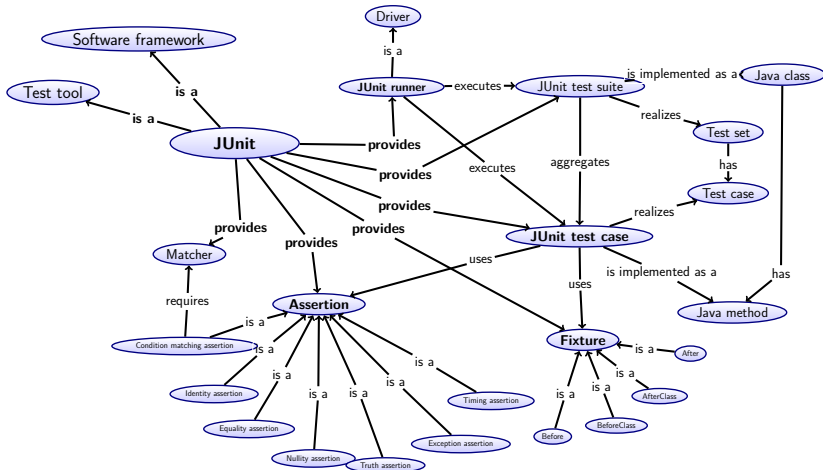 Driver
Software framework
is a
is a
Test tool
is a
JUnit runner
executes
JUnit test suite
is implemented as a
Java class
realizes
Test set
JUnit
provides
provides
executes
aggregates
has
Test case
provides
realizes
provides
provides
provides
JUnit test case
Matcher
uses
is implemented as a
has
uses
requires
Assertion
Java method
is a
Condition matching assertion
is a
Fixture
is a
After
is a
is a
is a
is a
is a
is a
is a
is a
Identity assertion
Timing assertion
AfterClass
Equality assertion
BeforeClass
Before
Exception assertion
Nullity assertion
Truth assertion